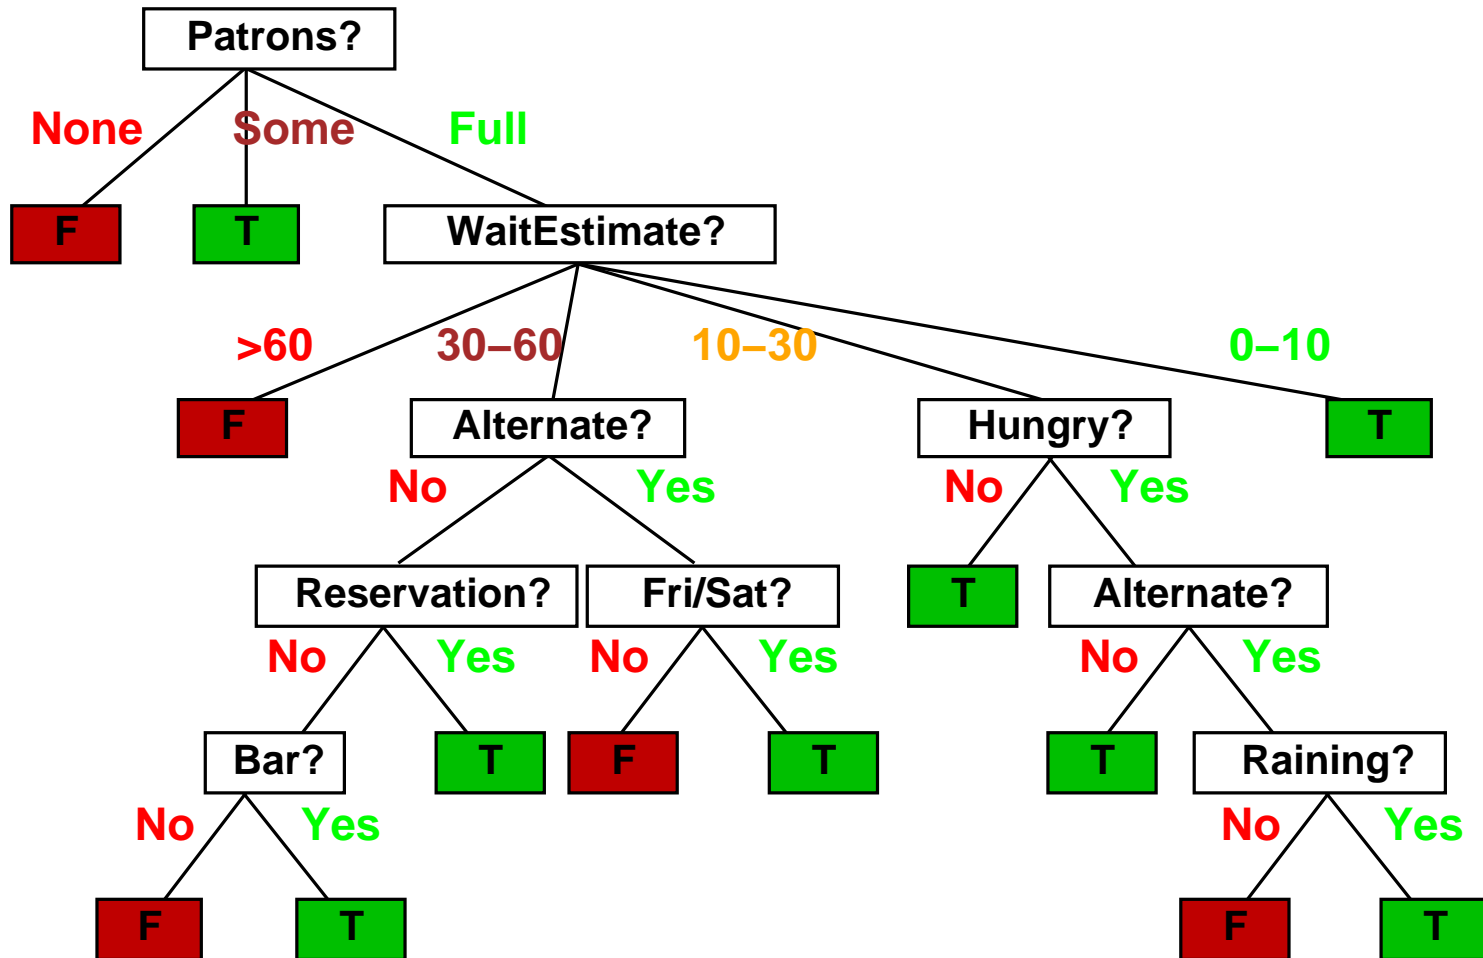 Patrons?
None Some Full
F T WaitEstimate?
>60 30–60 10–30 0–10
F Alternate? Hungry? T
No Yes No Yes
Reservation? Fri/Sat? T Alternate?
No Yes No Yes No Yes
Bar? T F T T Raining?
No Yes No Yes
F T F T